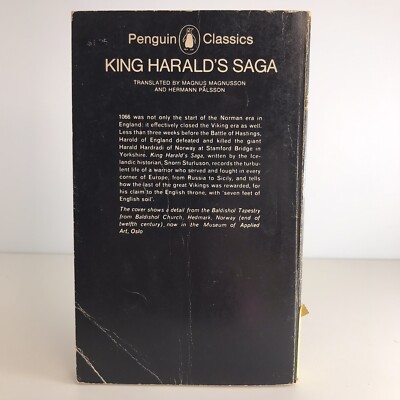 Penguin Classics
KING HARALD'S SAGA
TRANSLATED BY MAGNUS MAGNUSSON
AND HERMANN PÁLSSON
1066 was not only the start of the Norman era in
England: it effectively closed the Viking era as well.
Less than three weeks before the Battle of Hastings,
Harold of England defeated and killed the giant
Harald Hardradi of Norway at Stamford Bridge in
Yorkshire. King Harald's Saga, written by the Ice-
landic historian, Snorri Sturluson, records the turbu-
lent life of a warrior who served and fought in every
corner of Europe, from Russia to Sicily, and tells
how the last of the great Vikings was rewarded, for
his claim to the English throne, with 'seven feet of
English soil'.
The cover shows a detail from the Baldishol Tapestry
from Baldishol Church, Hedmark, Norway (end of
twelfth century), now in the Museum of Applied
Art, Oslo